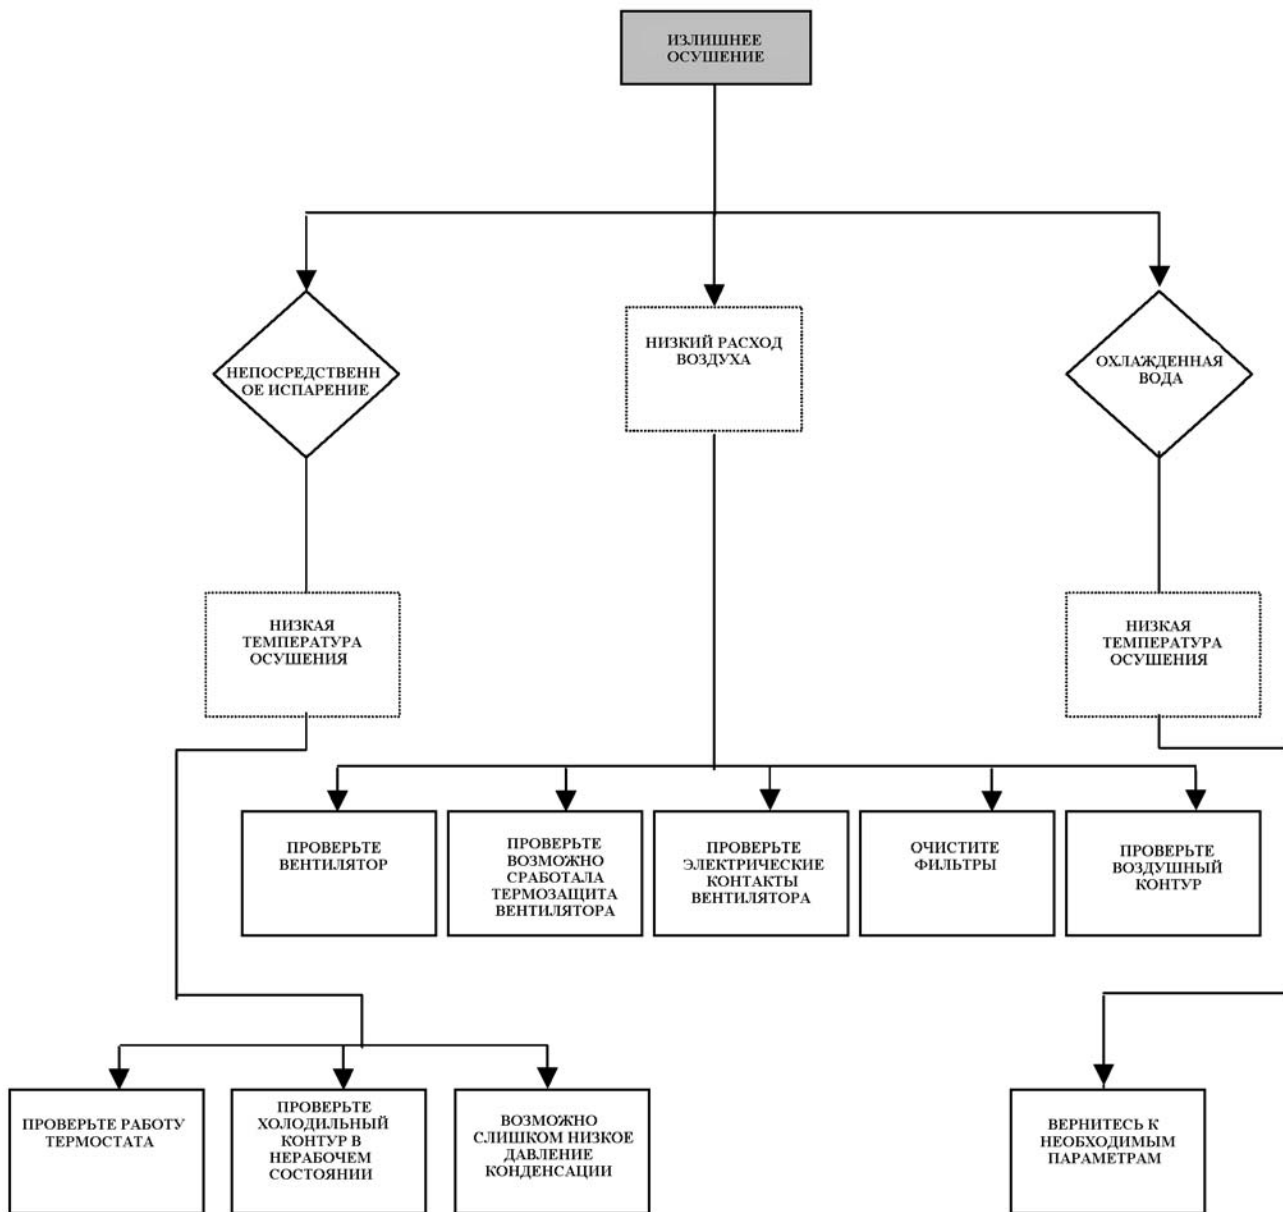 ИЗЛИШНЕЕ
ОСУШЕНИЕ
НЕПОСРЕДСТВЕНН
ОЕ ИСПАРЕНИЕ
НИЗКИЙ РАСХОД
ВОЗДУХА
ОХЛАЖДЕННАЯ
ВОДА
НИЗКАЯ
ТЕМПЕРАТУРА
ОСУШЕНИЯ
НИЗКАЯ
ТЕМПЕРАТУРА
ОСУШЕНИЯ
ПРОВЕРЬТЕ
ВЕНТИЛЯТОР
ПРОВЕРЬТЕ
ВОЗМОЖНО
СРАБОТАЛА
ТЕРМОЗАЩИТА
ВЕНТИЛЯТОРА
ПРОВЕРЬТЕ
ЭЛЕКТРИЧЕСКИЕ
КОНТАКТЫ
ВЕНТИЛЯТОРА
ОЧИСТИТЕ
ФИЛЬТРЫ
ПРОВЕРЬТЕ
ВОЗДУШНЫЙ
КОНТУР
ПРОВЕРЬТЕ РАБОТУ
ТЕРМОСТАТА
ПРОВЕРЬТЕ
ХОЛОДИЛЬНЫЙ
КОНТУР В
НЕРАБОЧЕМ
СОСТОЯНИИ
ВОЗМОЖНО
СЛИШКОМ НИЗКОЕ
ДАВЛЕНИЕ
КОНДЕНСАЦИИ
ВЕРНИТЕСЬ К
НЕОБХОДИМЫМ
ПАРАМЕТРАМ